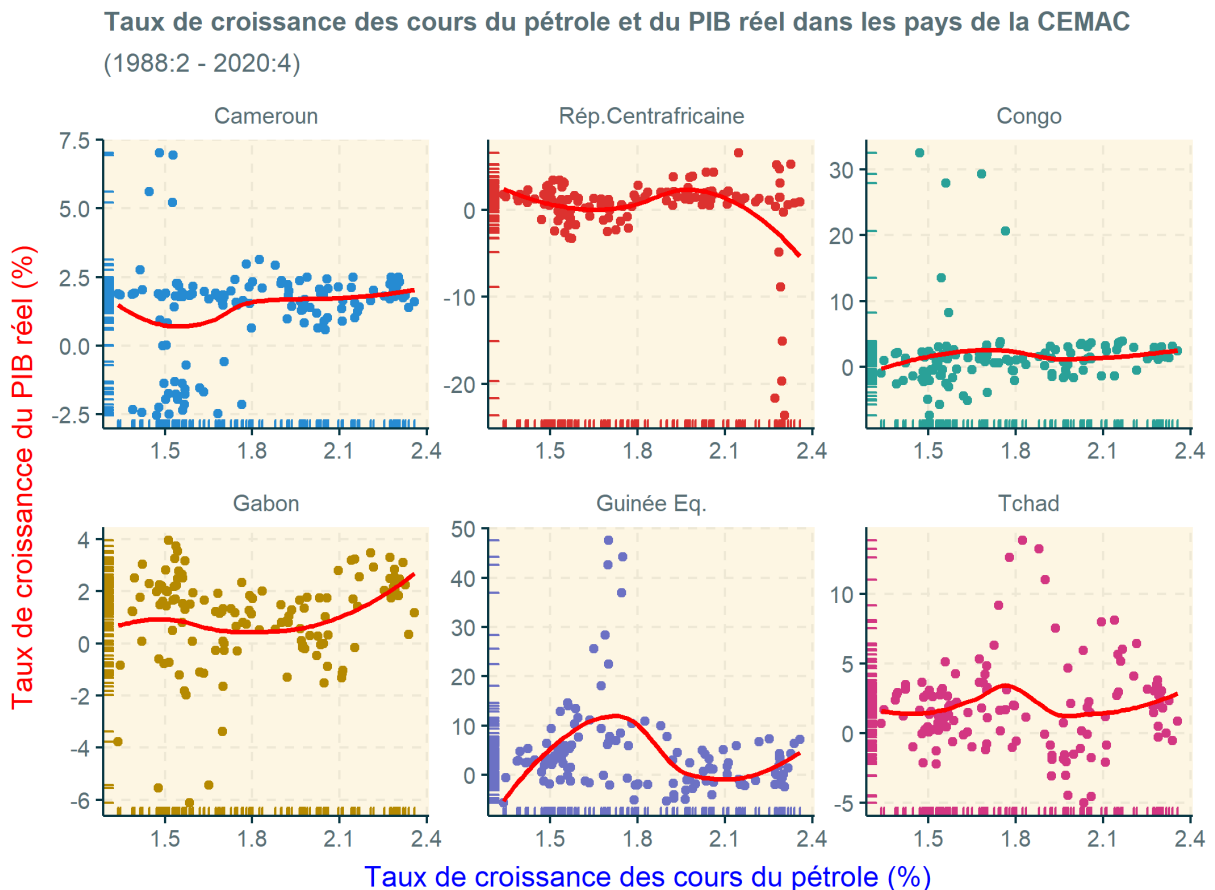 Taux de croissance des cours du pétrole et du PIB réel dans les pays de la CEMAC
(1988:2 - 2020:4)
Cameroun
Rép.Centrafricaine
Congo
7.5
5.0
2.5
0.0
-2.5
0
-10
-20
30
20
10
0
1.5 1.8 2.1 2.4
1.5 1.8 2.1 2.4
1.5 1.8 2.1 2.4
Gabon
Guinée Eq.
Tchad
4
2
0
-2
-4
-6
50
40
30
20
10
0
10
5
0
-5
1.5 1.8 2.1 2.4
1.5 1.8 2.1 2.4
1.5 1.8 2.1 2.4
Taux de croissance du PIB réel (%)
Taux de croissance des cours du pétrole (%)